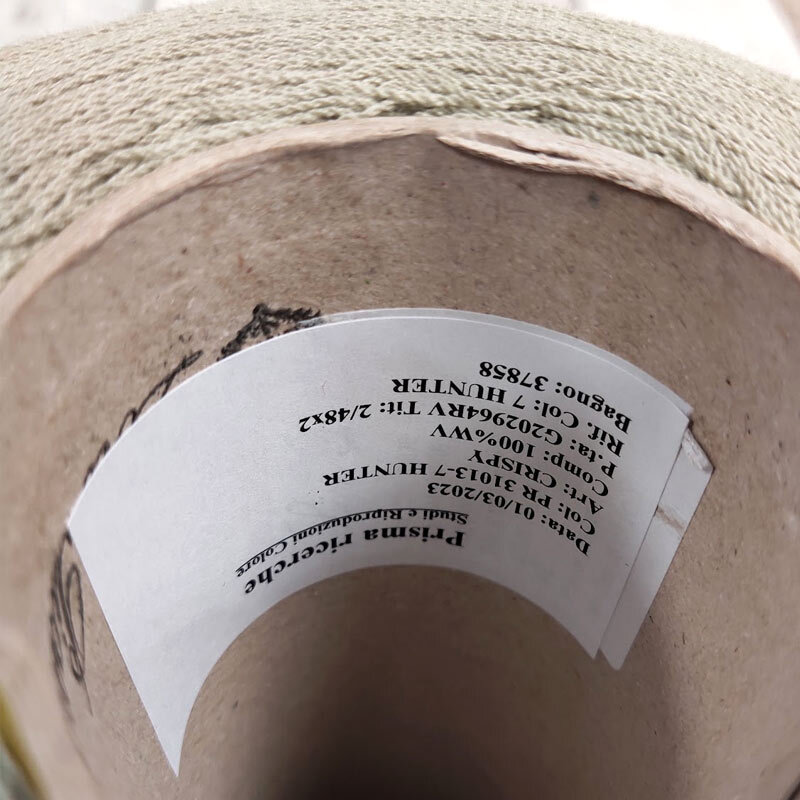 Prisma ricerche
Studi e Riproduzioni Colore
Data: 01/03/2023
Col: PR 31013-7 HUNTER
Art: CRISPY
Comp: 100%WV
P.ta: G202964RV Tit: 2/48x2
Rif. Col: 7 HUNTER
Bagno: 37858